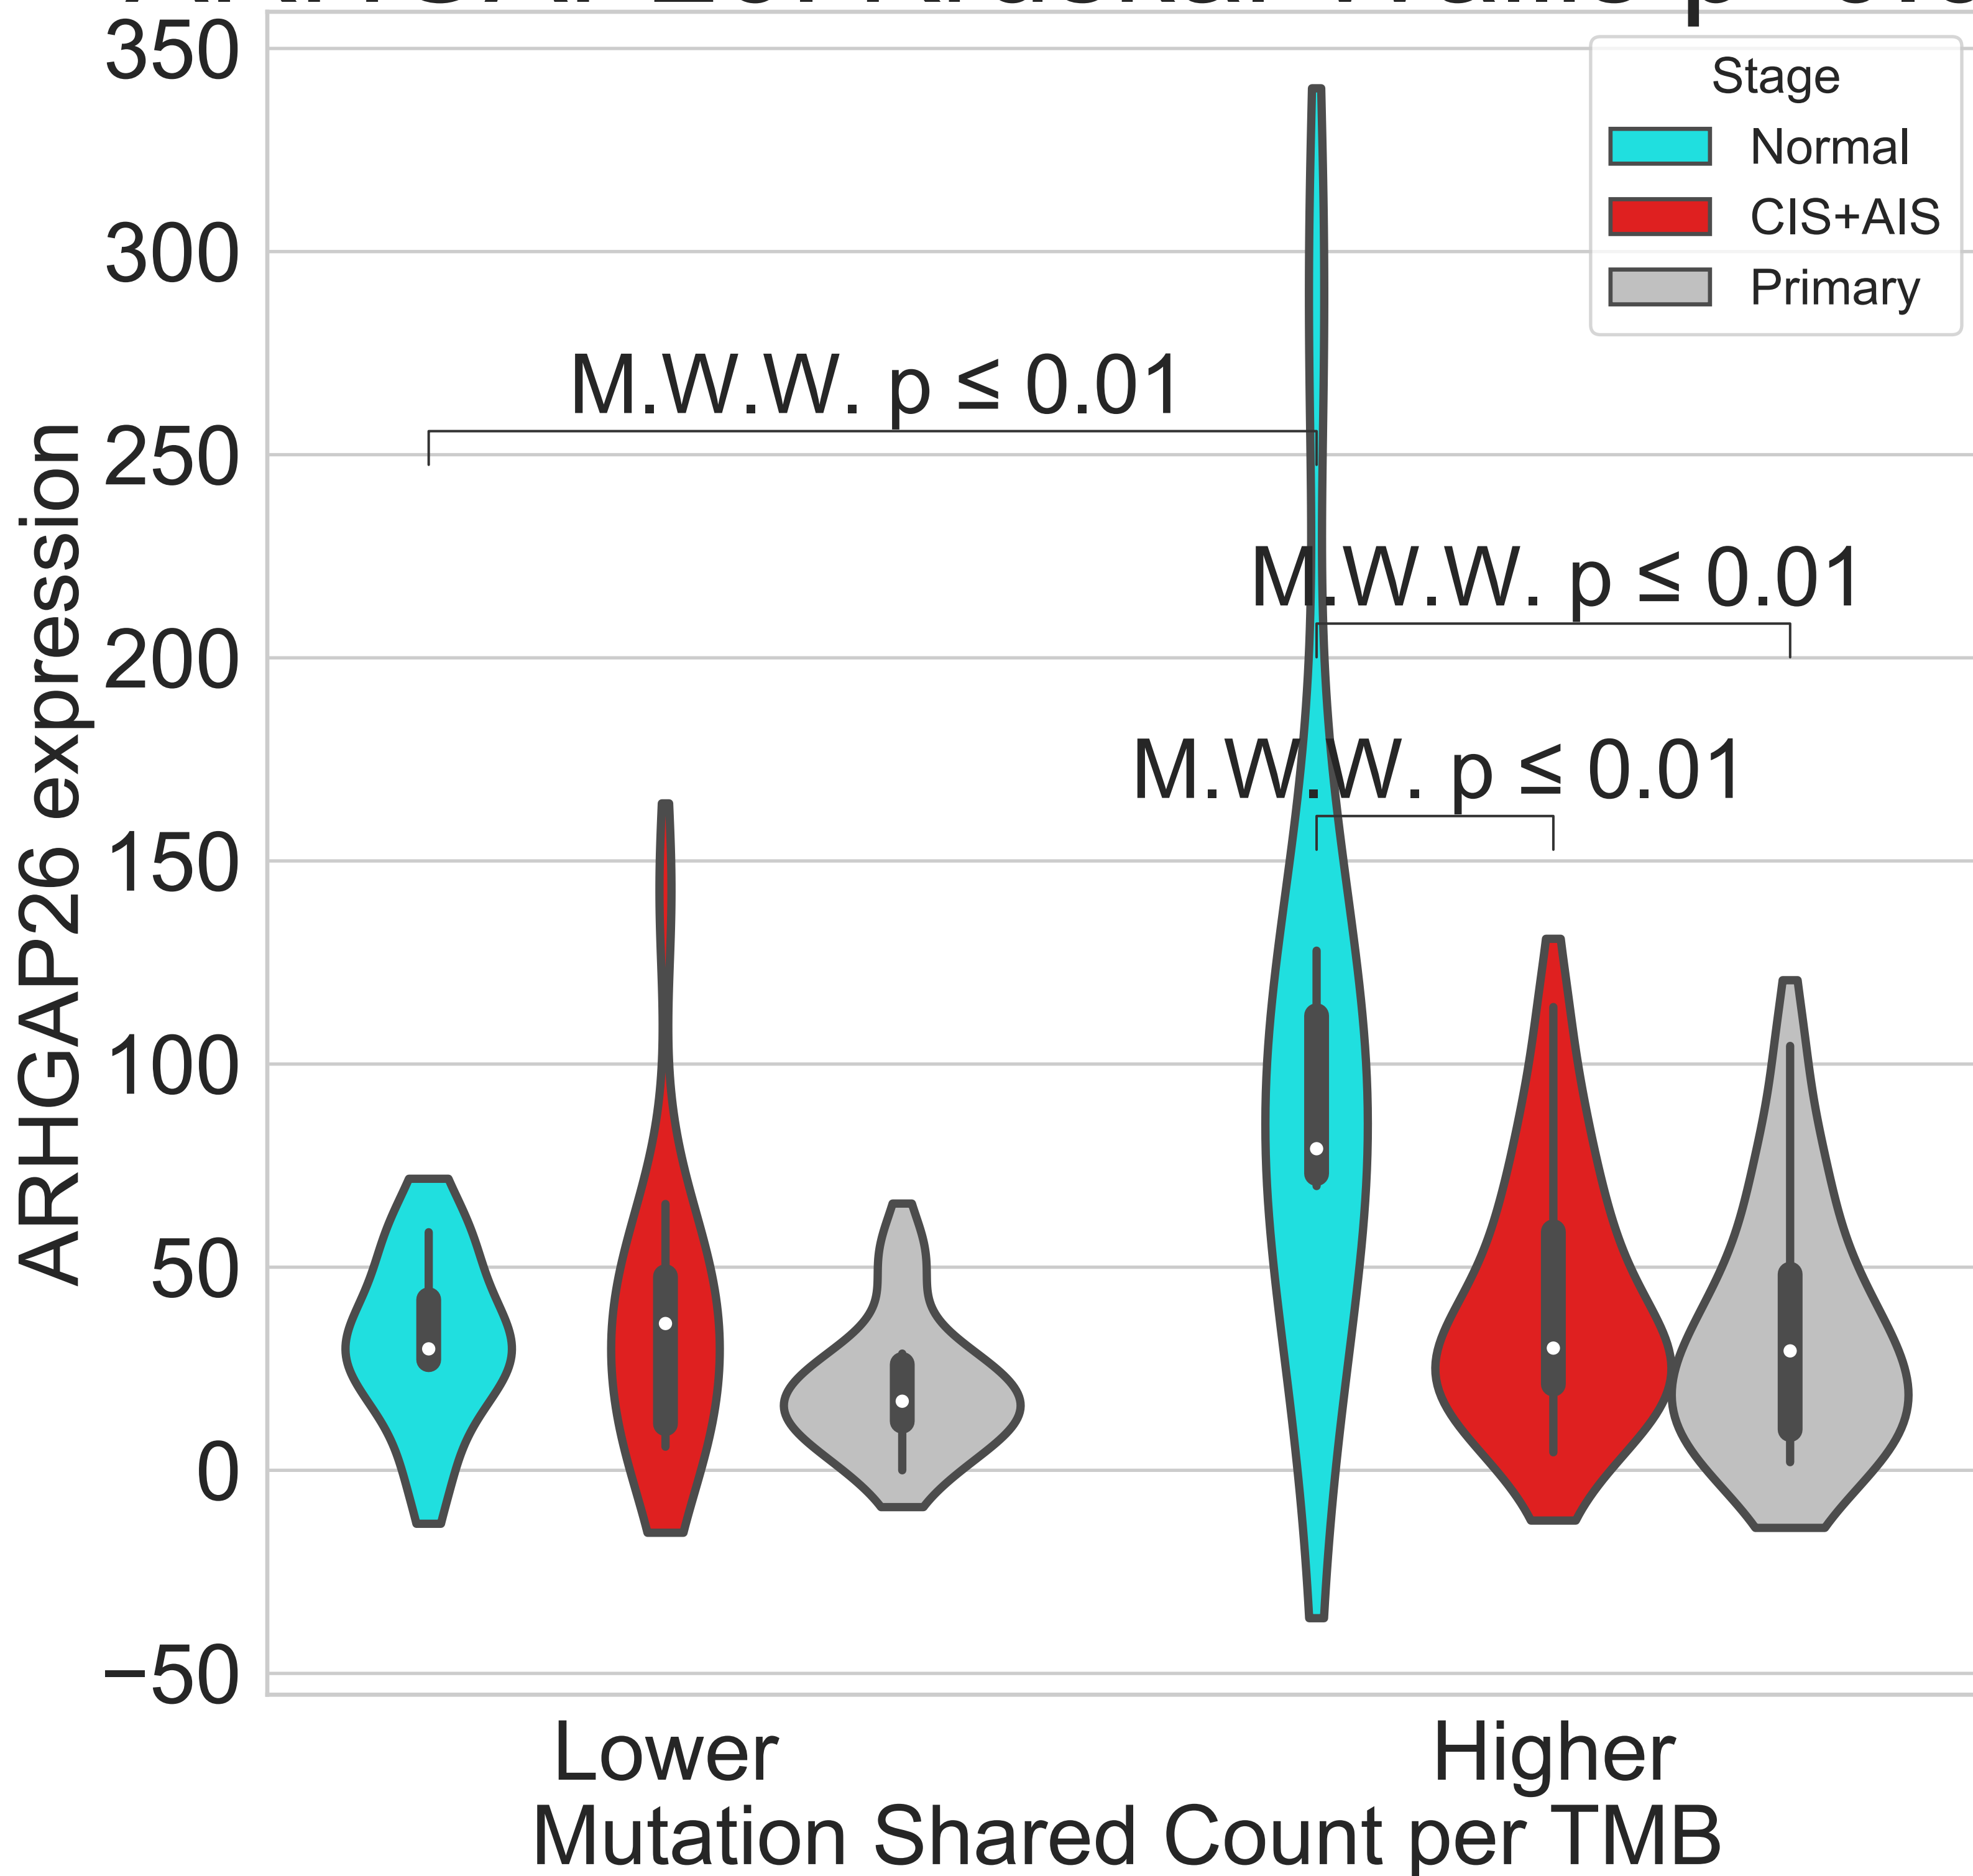 350
300
250
200
150
100
50
0
−50
ARHGAP26 expression
Stage
Normal
CIS+AIS
Primary
M.W.W. p ≤ 0.01
M.W.W. p ≤ 0.01
M.W.W. p ≤ 0.01
Lower
Higher
Mutation Shared Count per TMB